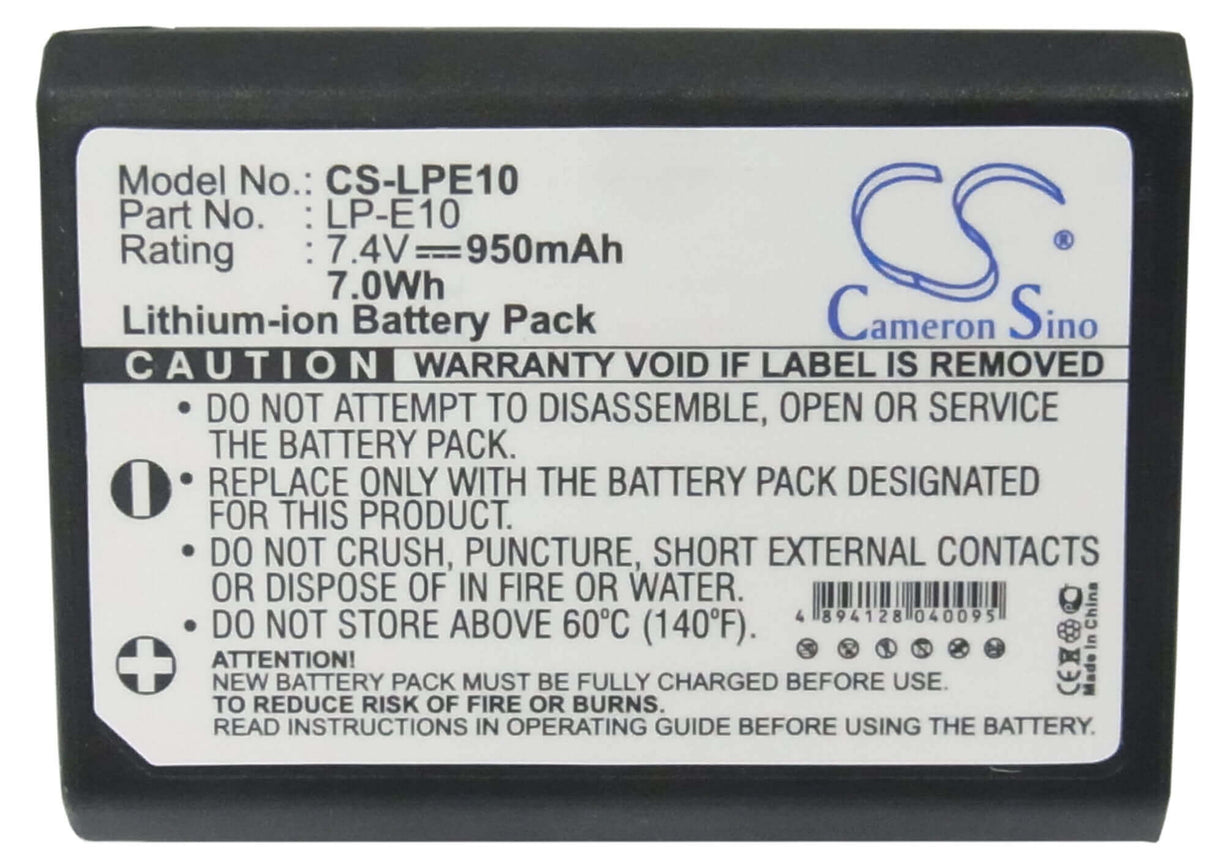 Model No.: CS-LPE10
Part No. : LP-E10
Rating : 7.4V 950mAh
7.0Wh
Lithium-ion Battery Pack
CS ®
Cameron Sino
CAUTION WARRANTY VOID IF LABEL IS REMOVED
• DO NOT ATTEMPT TO DISASSEMBLE, OPEN OR SERVICE
THE BATTERY PACK.
• REPLACE ONLY WITH THE BATTERY PACK DESIGNATED
FOR THIS PRODUCT.
• DO NOT CRUSH, PUNCTURE, SHORT EXTERNAL CONTACTS
OR DISPOSE OF IN FIRE OR WATER.
• DO NOT STORE ABOVE 60°C (140°F).
4 894128 040095
CE
Made in China
ATTENTION!
NEW BATTERY PACK MUST BE FULLY CHARGED BEFORE USE.
TO REDUCE RISK OF FIRE OR BURNS.
READ INSTRUCTIONS IN OPERATING GUIDE BEFORE USING THE BATTERY.